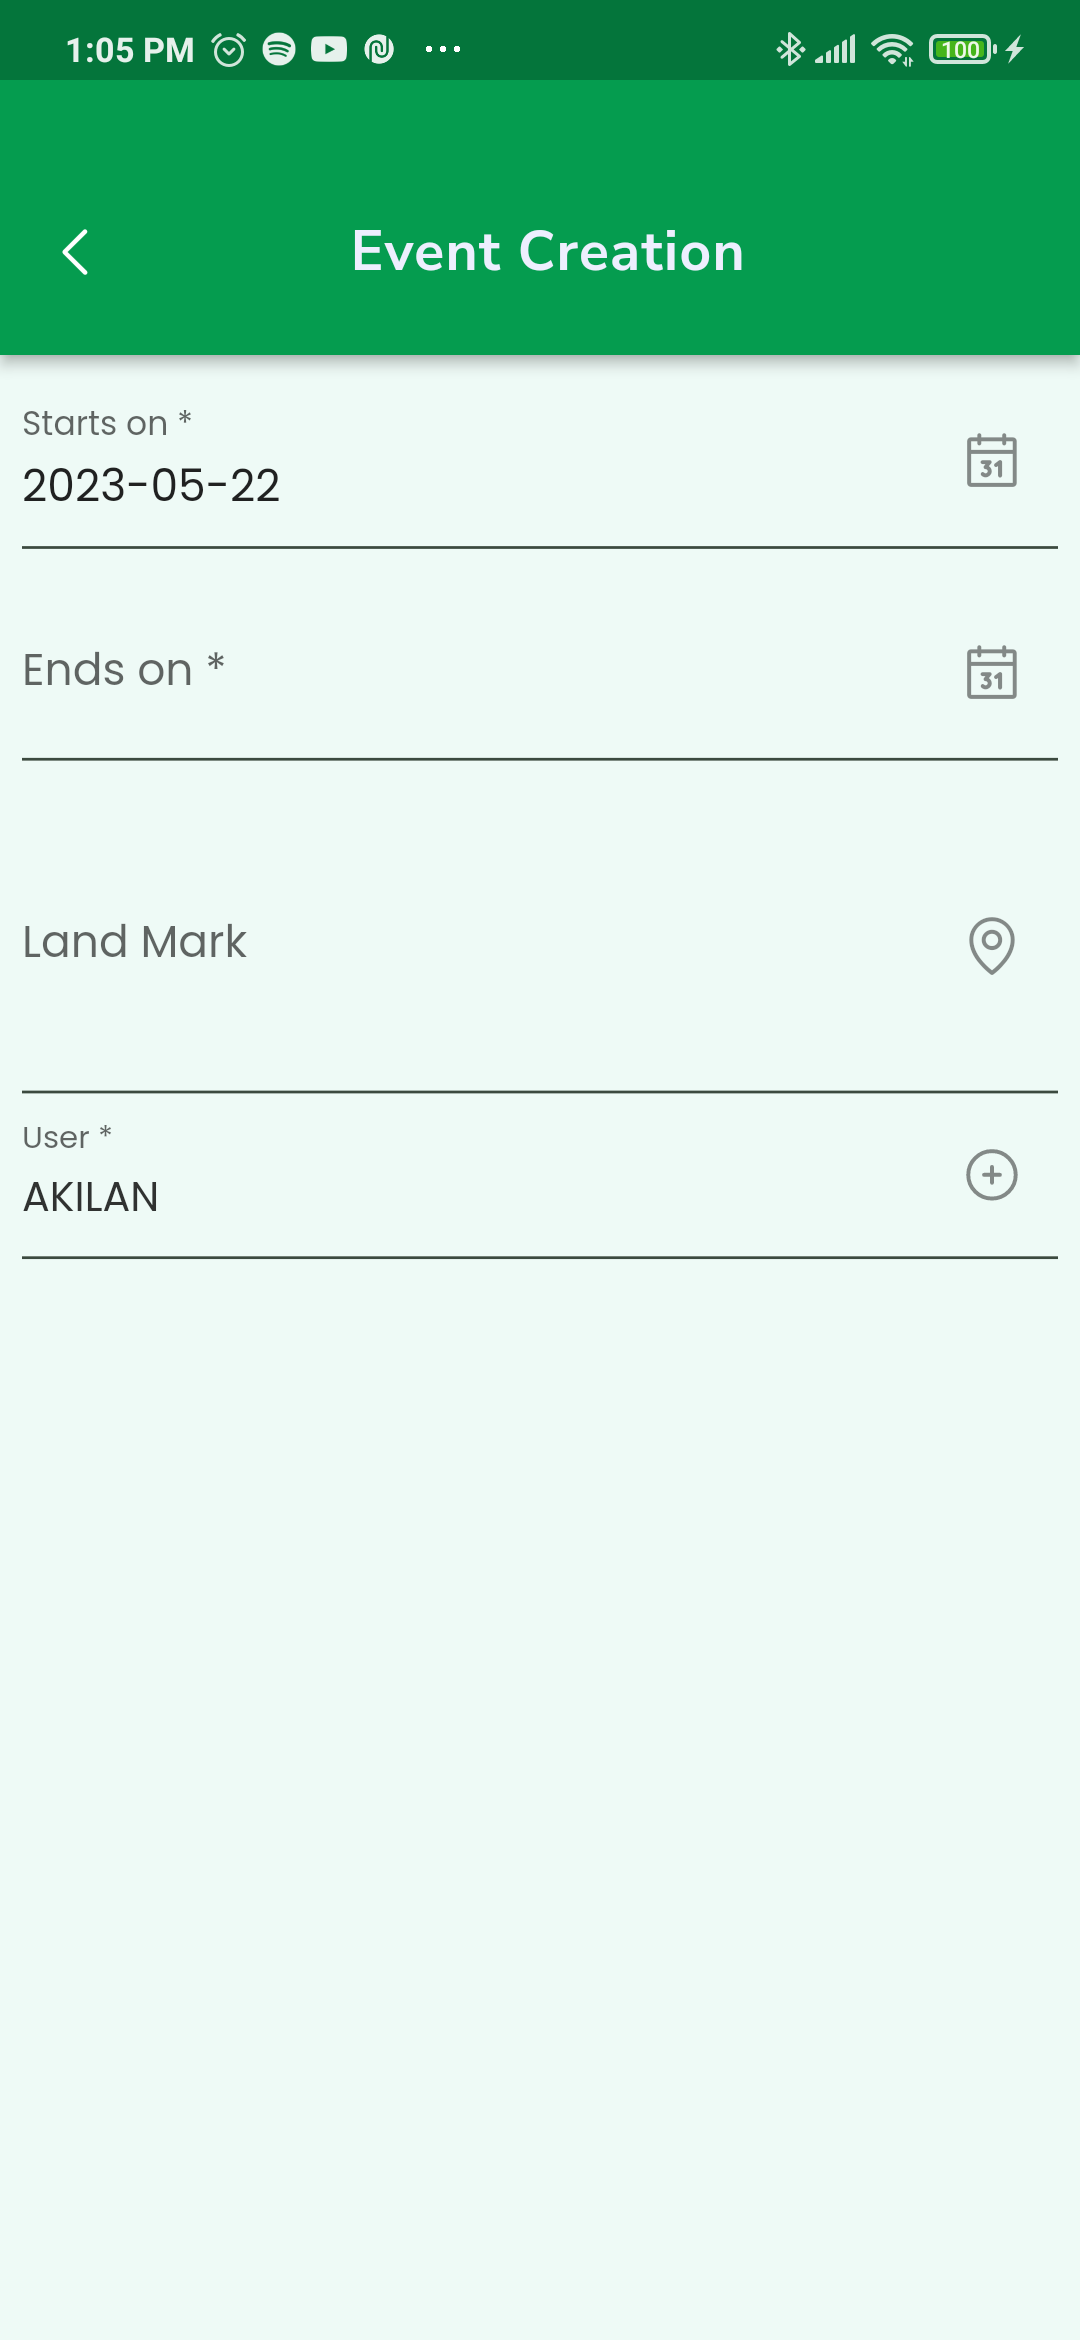 1:05 PM
100
Event Creation
Starts on *
2023-05-22
31
Ends on *
31
Land Mark
User *
AKILAN